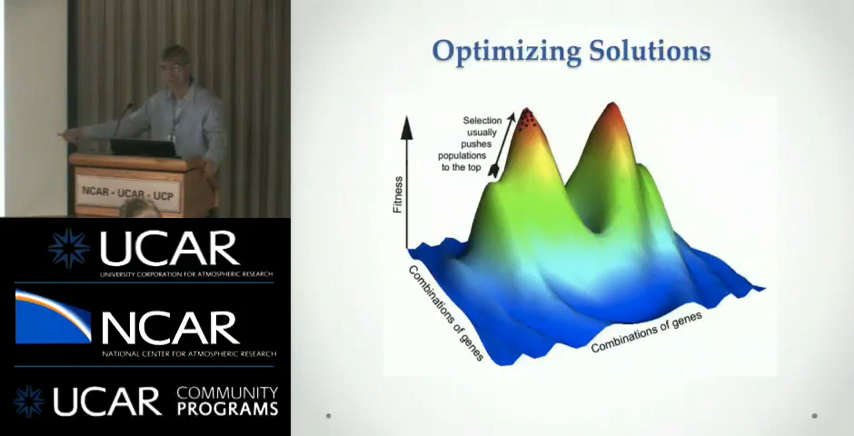 Optimizing Solutions
Selection
usually
pushes
populations
to the top
Fitness
Combinations of genes
Combinations of genes
NCAR • UCAR • UCP
UCAR
UNIVERSITY CORPORATION FOR ATMOSPHERIC RESEARCH
NCAR
NATIONAL CENTER FOR ATMOSPHERIC RESEARCH
UCAR
COMMUNITY
PROGRAMS